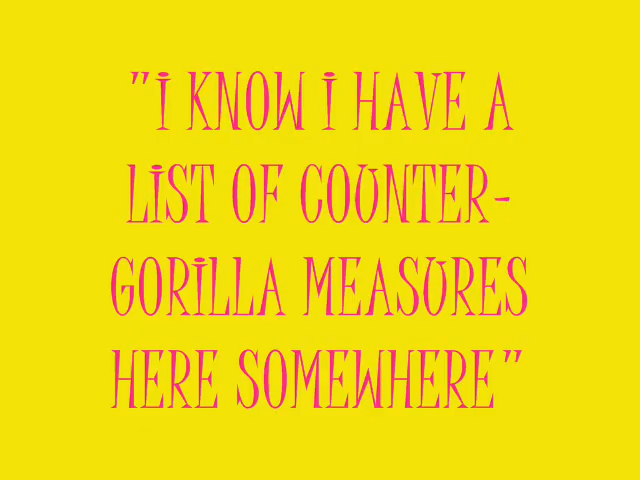 "I KNOW I HAVE A
LIST OF COUNTER-
GORILLA MEASURES
HERE SOMEWHERE"